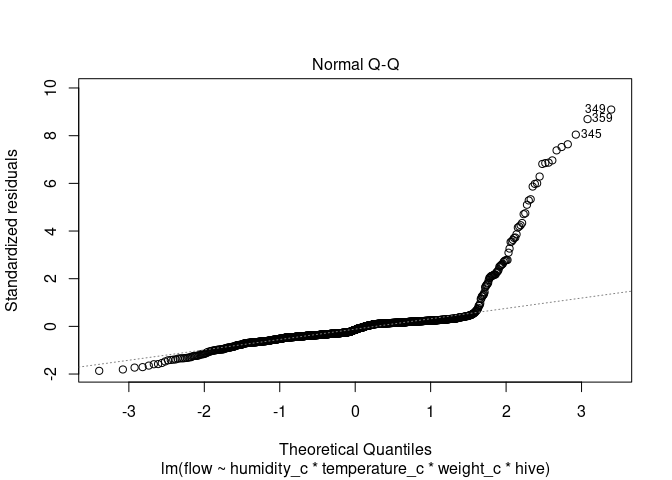 Normal Q-Q
Standardized residuals
10
8
6
4
2
0
-2
349
359
345
-3 -2 -1 0 1 2 3
Theoretical Quantiles
lm(flow ~ humidity_c * temperature_c * weight_c * hive)